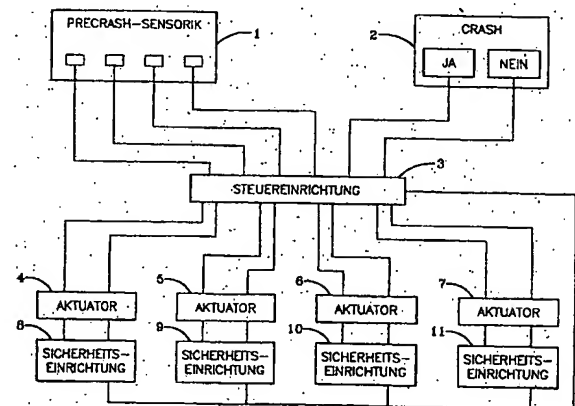 PRECRASH-SENSORIK
1
2
CRASH
JA
NEIN
3
STEUEREINRICHTUNG
4
AKTUATOR
5
AKTUATOR
6
AKTUATOR
7
AKTUATOR
8
SICHERHEITS-
EINRICHTUNG
9
SICHERHEITS-
EINRICHTUNG
10
SICHERHEITS-
EINRICHTUNG
11
SICHERHEITS-
EINRICHTUNG